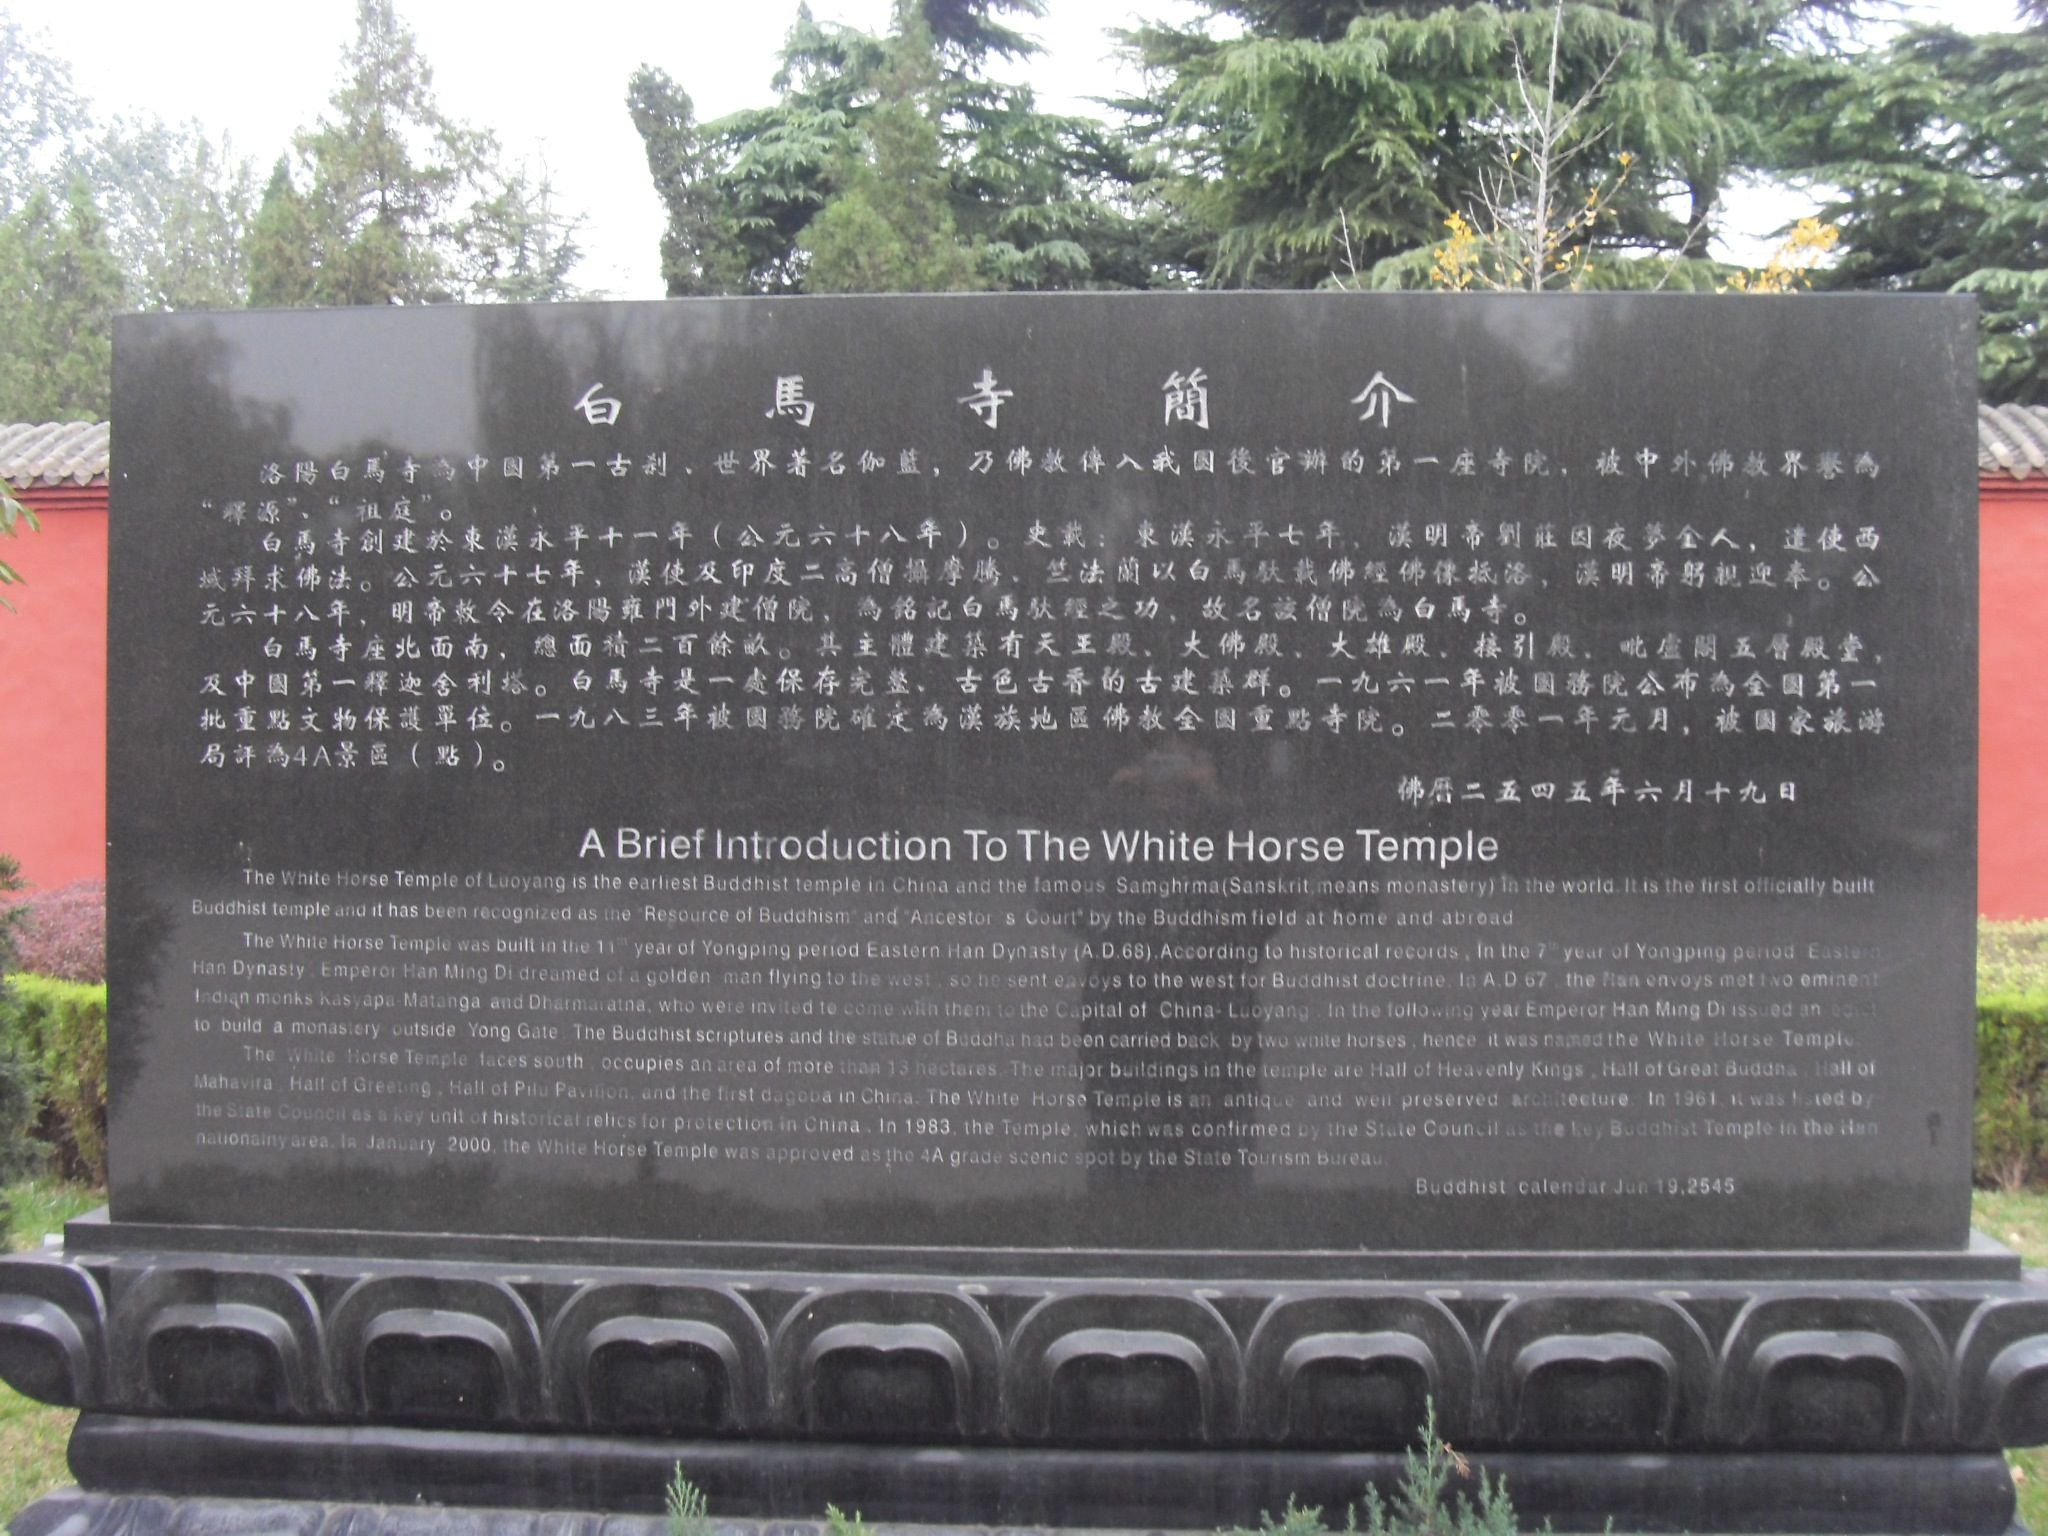 白馬寺簡介
洛陽白馬寺為中國第一古刹、世界著名伽藍，乃佛教傳入我國後官辦的第一座寺院，被中外佛教界譽為
“釋源”、“祖庭”。
白馬寺創建於東漢永平十一年（公元六十八年）。史載：東漢永平七年，漢明帝劉莊因夜夢金人，遣使西
域拜求佛法。公元六十七年，漢使及印度二高僧攝摩騰、竺法蘭以白馬馱載佛經佛像抵洛，漢明帝躬親迎奉。公
元六十八年，明帝敕令在洛陽雍門外建僧院，為銘記白馬馱經之功，故名該僧院為白馬寺。
白馬寺座北面南，總面積二百餘畝。其主體建築有天王殿、大佛殿、大雄殿、接引殿、毗盧閣五層殿堂，
及中國第一釋迦舍利塔。白馬寺是一處保存完整、古色古香的古建築群。一九六一年被國務院公布為全國第一
批重點文物保護單位。一九八三年被國務院確定為漢族地區佛教全國重點寺院。二零零一年元月，被國家旅游
局評為4A景區（點）。
佛曆二五四五年六月十九日
A Brief Introduction To The White Horse Temple
The White Horse Temple of Luoyang is the earliest Buddhist temple in China and the famous Samghrma(Sanskrit,means monastery) in the world. It is the first officially built
Buddhist temple and it has been recognized as the "Resource of Buddhism" and "Ancestor 's Court" by the Buddhism field at home and abroad
The White Horse Temple was built in the 11th year of Yongping period Eastern Han Dynasty (A.D.68). According to historical records, In the 7th year of Yongping period Eastern
Han Dynasty, Emperor Han Ming Di dreamed of a golden man flying to the west, so he sent envoys to the west for Buddhist doctrine. In A.D 67, the Han envoys met two eminent
Indian monks Kasyapa-Matanga and Dharmaratna, who were invited to come with them to the Capital of China- Luoyang. In the following year Emperor Han Ming Di issued an edict
to build a monastery outside Yong Gate. The Buddhist scriptures and the statue of Buddha had been carried back by two white horses, hence it was named the White Horse Temple.
The White Horse Temple faces south, occupies an area of more than 13 hectares. The major buildings in the temple are Hall of Heavenly Kings, Hall of Great Buddha, Hall of
Mahavira, Hall of Greeting, Hall of Pilu Pavilion, and the first dagoba in China. The White Horse Temple is an antique and well preserved architecture. In 1961, it was listed by
the State Council as a key unit of historical relics for protection in China. In 1983, the Temple, which was confirmed by the State Council as the key Buddhist Temple in the Han
nationalnyarea. In January 2000, the White Horse Temple was approved as the 4A grade scenic spot by the State Tourism Bureau.
Buddhist calendar Jun 19,2545